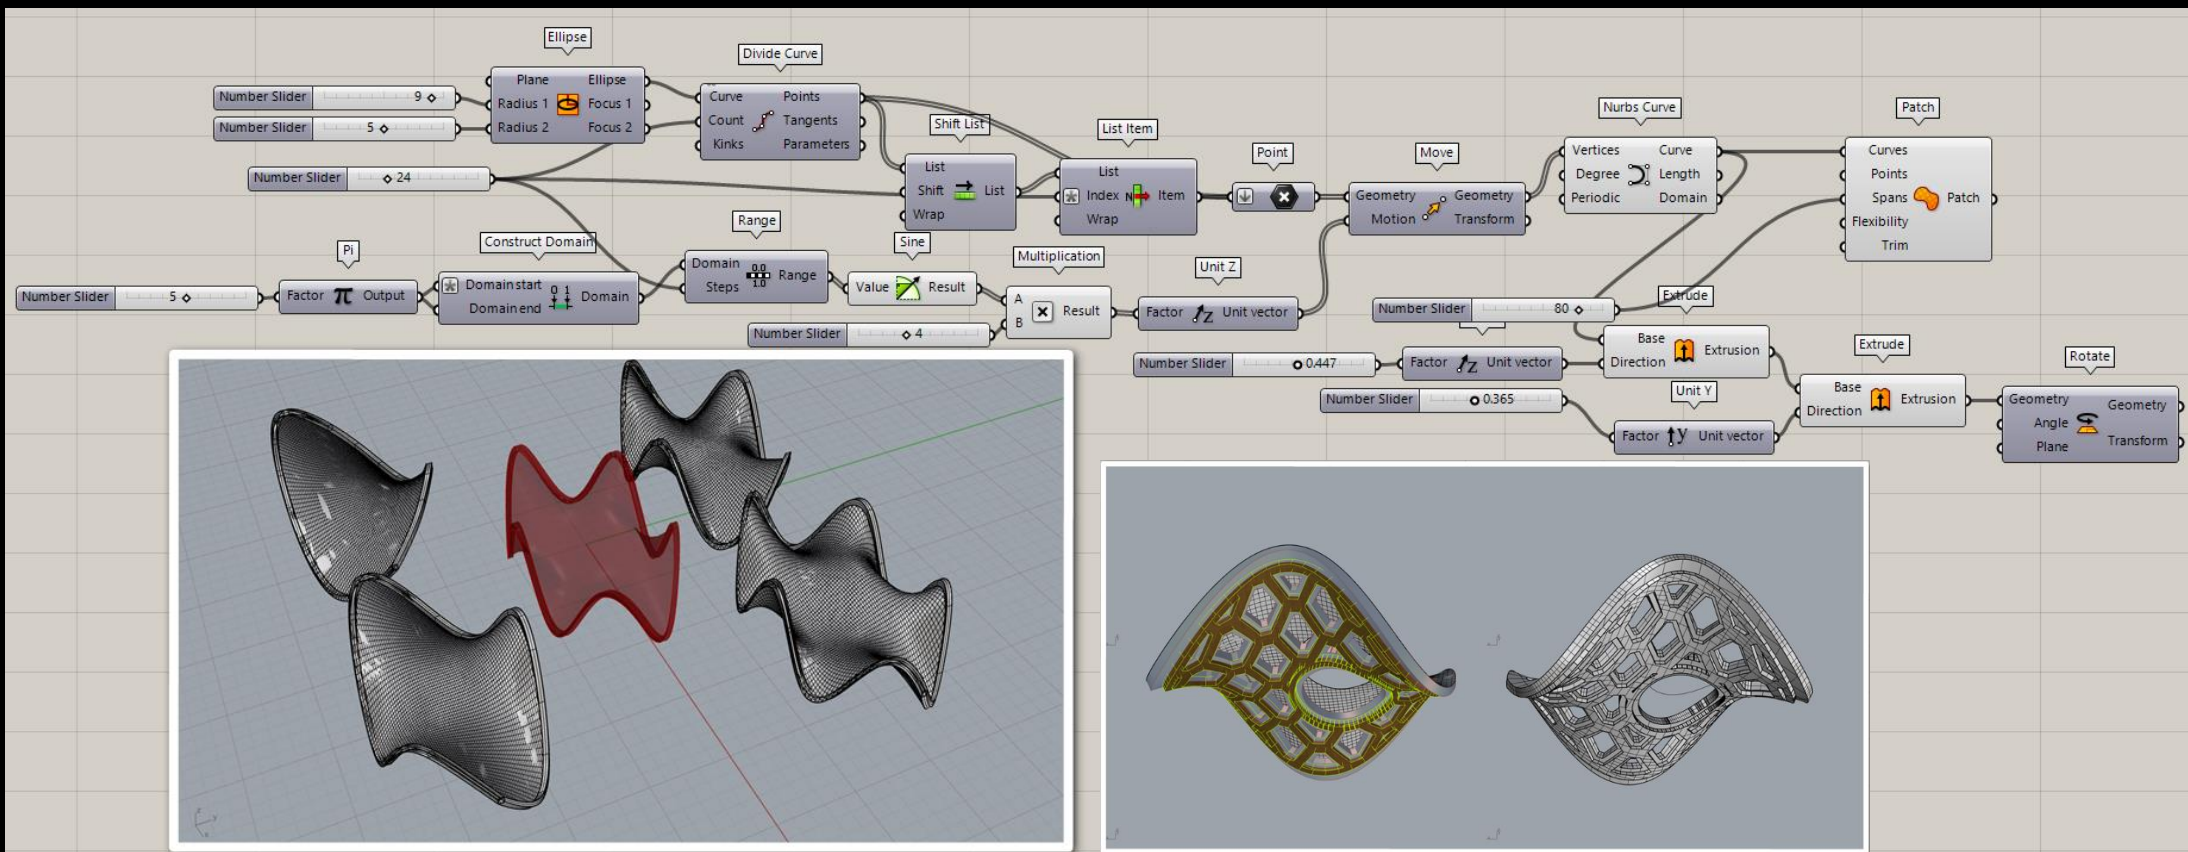 Ellipse
Number Slider 9
Number Slider 5
Plane Ellipse
Radius 1 Focus 1
Radius 2 Focus 2
Number Slider 24
Divide Curve
Curve Points
Count Tangents
Kinks Parameters
Shift List
List
Shift List
Wrap
List Item
List
Index Item
Wrap
Point
Move
Geometry Geometry
Motion Transform
Nurbs Curve
Vertices Curve
Degree Length
Periodic Domain
Patch
Curves
Points
Spans Patch
Flexibility
Trim
Number Slider 5
Pi
Factor π Output
Construct Domain
Domain start 0 1
Domain end Domain
Range
Domain 0.0 Range
Steps 1.0
Sine
Value Result
Number Slider 4
Multiplication
A
B Result
Unit Z
Factor Z Unit vector
Number Slider 80
Number Slider 0.447
Factor Z Unit vector
Number Slider 0.365
Extrude
Base
Direction Extrusion
Unit Y
Factor y Unit vector
Extrude
Base
Direction Extrusion
Rotate
Geometry Geometry
Angle
Plane Transform